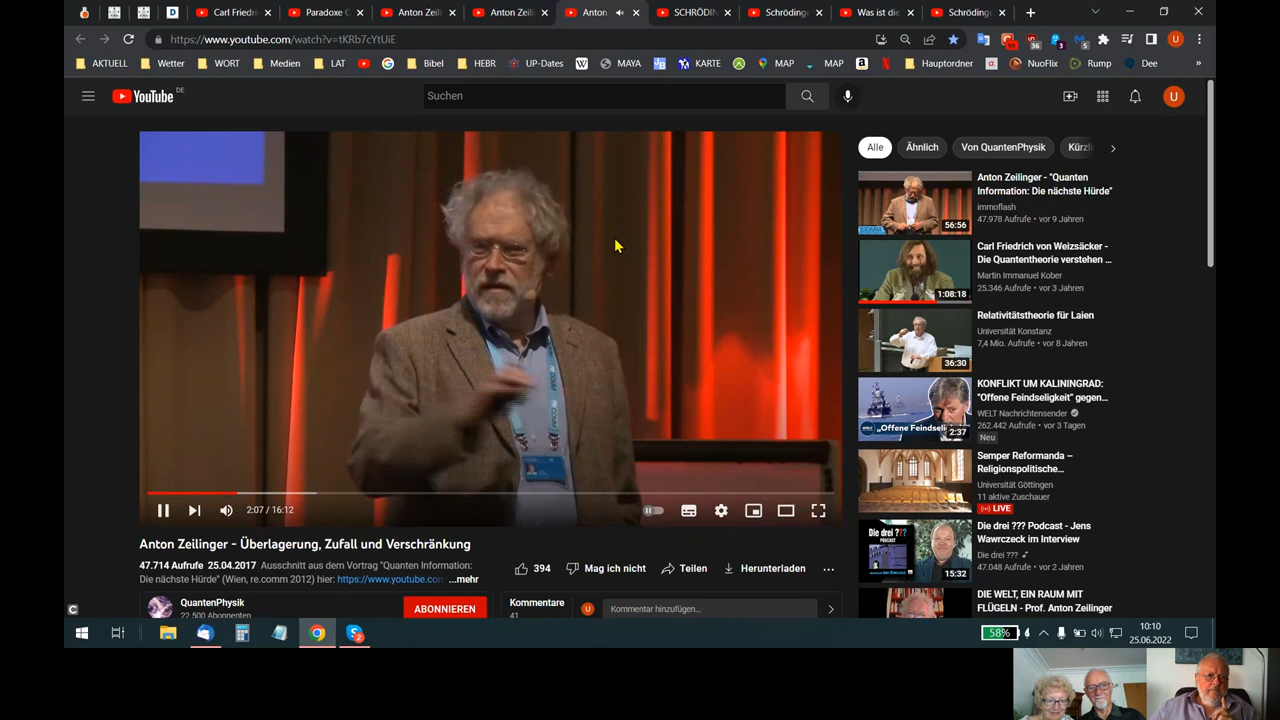 Carl Friedri
Paradoxe
Anton Zeil
Anton Zeil
Anton
SCHRÖDIN
Schröding
Was ist die
Schröding
https://www.youtube.com/watch?v=tKRb7cYtUiE
AKTUELL
Wetter
WORT
Medien
LAT
Bibel
HEBR
UP-Dates
MAYA
KARTE
MAP
MAP
Hauptordner
NuoFlix
Rump
Dee
YouTube DE
Suchen
U
Alle
Ähnlich
Von QuantenPhysik
Kürzl
Anton Zeilinger - "Quanten
Information: Die nächste Hürde"
immoflash
47.978 Aufrufe • vor 9 Jahren
56:56
Carl Friedrich von Weizsäcker -
Die Quantentheorie verstehen ...
Martin Immanuel Kober
25.346 Aufrufe • vor 3 Jahren
1:08:18
Relativitätstheorie für Laien
Universität Konstanz
7,4 Mio. Aufrufe • vor 8 Jahren
36:30
KONFLIKT UM KALININGRAD:
"Offene Feindseligkeit" gegen...
WELT Nachrichtensender
262.442 Aufrufe • vor 3 Tagen
Neu
2:37
Semper Reformanda –
Religionspolitische...
Universität Göttingen
11 aktive Zuschauer
LIVE
Die drei ??? Podcast - Jens
Wawrczeck im Interview
Die drei ???
47.048 Aufrufe • vor 2 Jahren
15:32
DIE WELT, EIN RAUM MIT
FLÜGELN - Prof. Anton Zeilinger
2:07 / 16:12
Anton Zeilinger - Überlagerung, Zufall und Verschränkung
47.714 Aufrufe 25.04.2017 Ausschnitt aus dem Vortrag "Quanten Information:
Die nächste Hürde" (Wien, re.comm 2012) hier: https://www.youtube.con ...mehr
394
Mag ich nicht
Teilen
Herunterladen
QuantenPhysik
22.500 Abonnenten
ABONNIEREN
Kommentare
41
U
Kommentar hinzufügen...
58%
10:10
25.06.2022